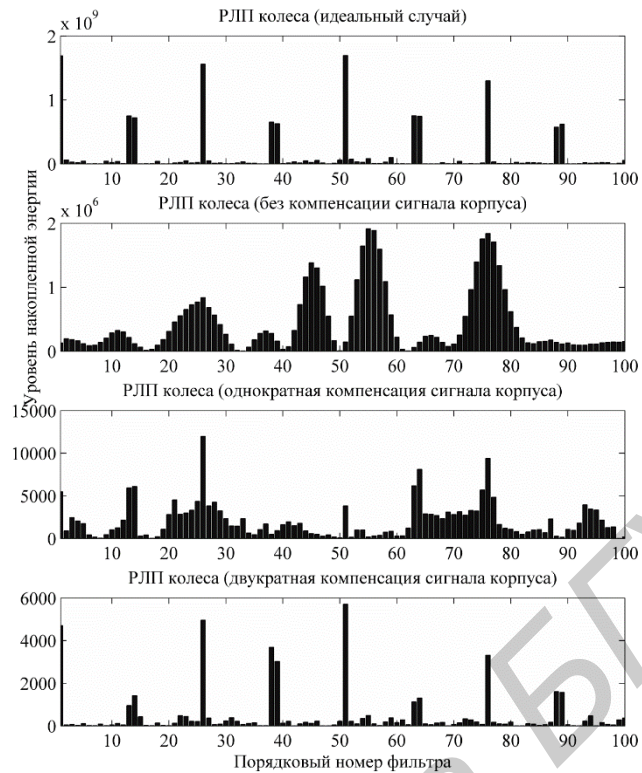 РЛП колеса (идеальный случай)
x 10^9
2
1
0
10 20 30 40 50 60 70 80 90 100
РЛП колеса (без компенсации сигнала корпуса)
x 10^6
2
1
0
10 20 30 40 50 60 70 80 90 100
Уровень накопленной энергии
РЛП колеса (однократная компенсация сигнала корпуса)
15000
10000
5000
0
10 20 30 40 50 60 70 80 90 100
РЛП колеса (двукратная компенсация сигнала корпуса)
6000
4000
2000
0
10 20 30 40 50 60 70 80 90 100
Порядковый номер фильтра